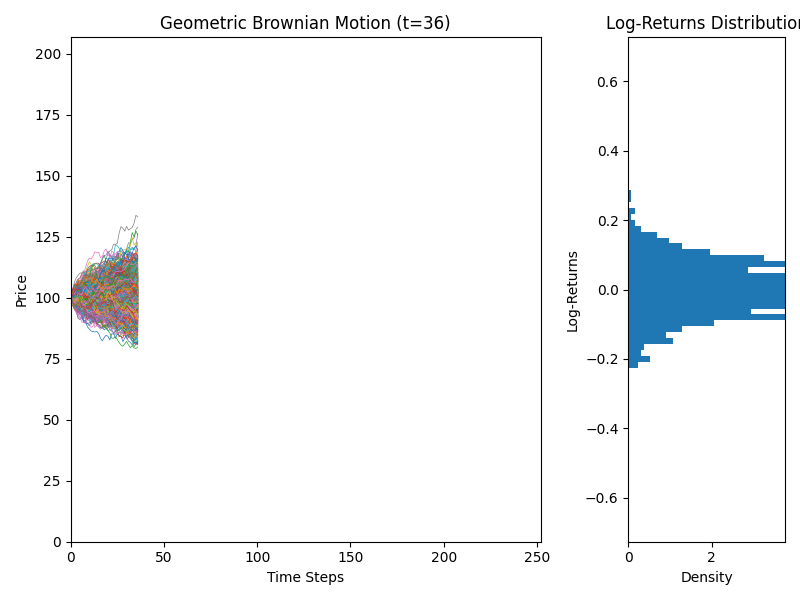 Geometric Brownian Motion (t=36)
Price
200
175
150
125
100
75
50
25
0
0 50 100 150 200 250
Time Steps
Log-Returns Distribution
Log-Returns
0.6
0.4
0.2
0.0
−0.2
−0.4
−0.6
0 2
Density